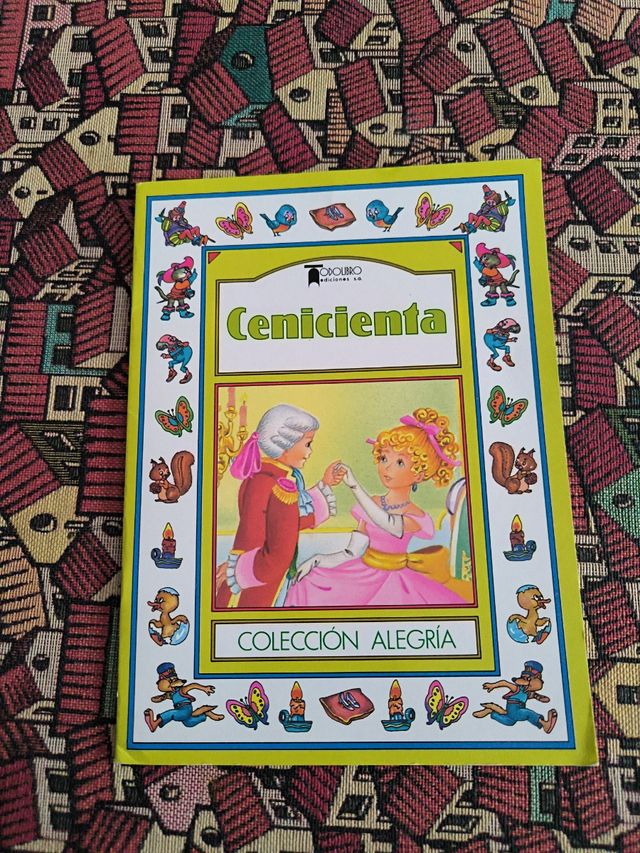 TODOLIBRO
ediciones s.a.
Cenicienta
COLECCIÓN ALEGRÍA